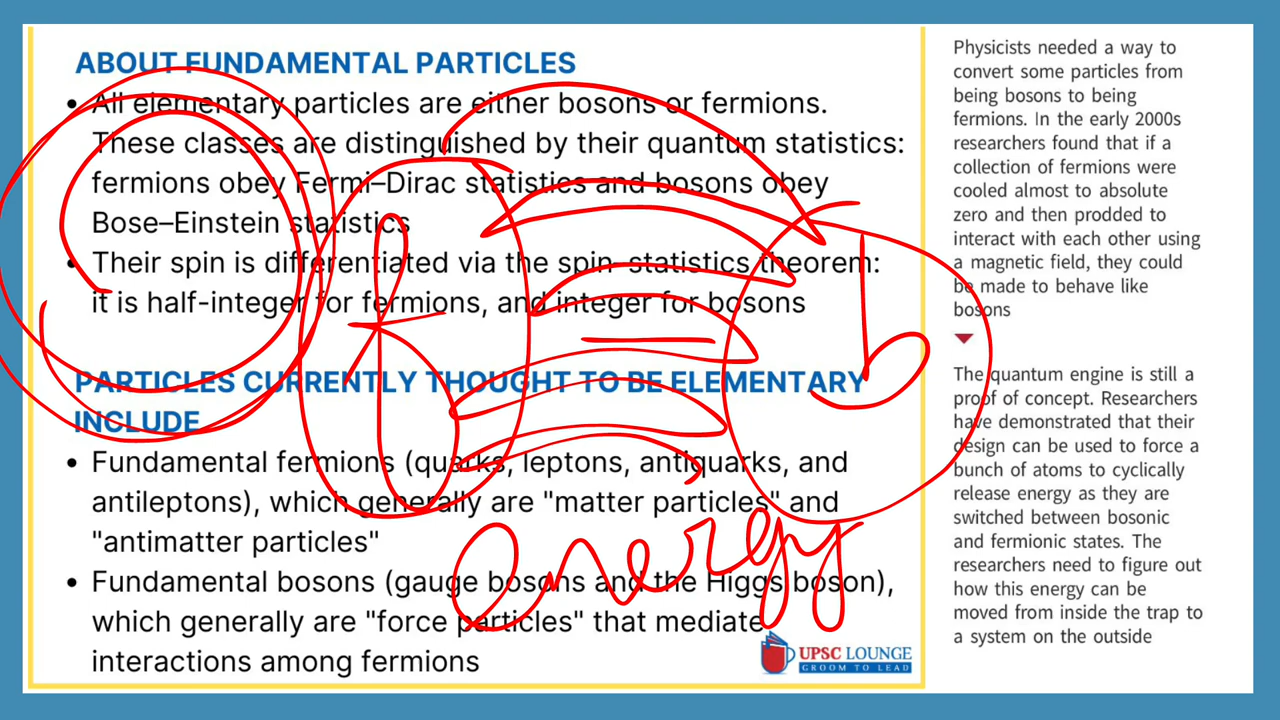 ABOUT FUNDAMENTAL PARTICLES
• All elementary particles are either bosons or fermions.
These classes are distinguished by their quantum statistics:
fermions obey Fermi–Dirac statistics and bosons obey
Bose–Einstein statistics
• Their spin is differentiated via the spin-statistics theorem:
it is half-integer for fermions, and integer for bosons
PARTICLES CURRENTLY THOUGHT TO BE ELEMENTARY
INCLUDE
• Fundamental fermions (quarks, leptons, antiquarks, and
antileptons), which generally are "matter particles" and
"antimatter particles"
• Fundamental bosons (gauge bosons and the Higgs boson),
which generally are "force particles" that mediate
interactions among fermions
f
b
energy
UPSC LOUNGE
GROOM TO LEAD
Physicists needed a way to
convert some particles from
being bosons to being
fermions. In the early 2000s
researchers found that if a
collection of fermions were
cooled almost to absolute
zero and then prodded to
interact with each other using
a magnetic field, they could
be made to behave like
bosons
The quantum engine is still a
proof of concept. Researchers
have demonstrated that their
design can be used to force a
bunch of atoms to cyclically
release energy as they are
switched between bosonic
and fermionic states. The
researchers need to figure out
how this energy can be
moved from inside the trap to
a system on the outside